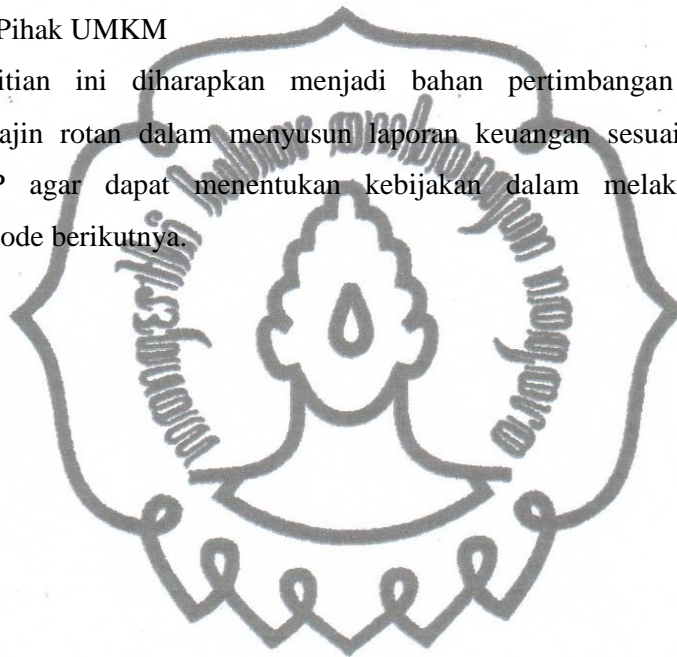 Pihak UMKM
itian ini diharapkan menjadi bahan pertimbangan
ajin rotan dalam menyusun laporan keuangan sesuai
P agar dapat menentukan kebijakan dalam melak
ode berikutnya.